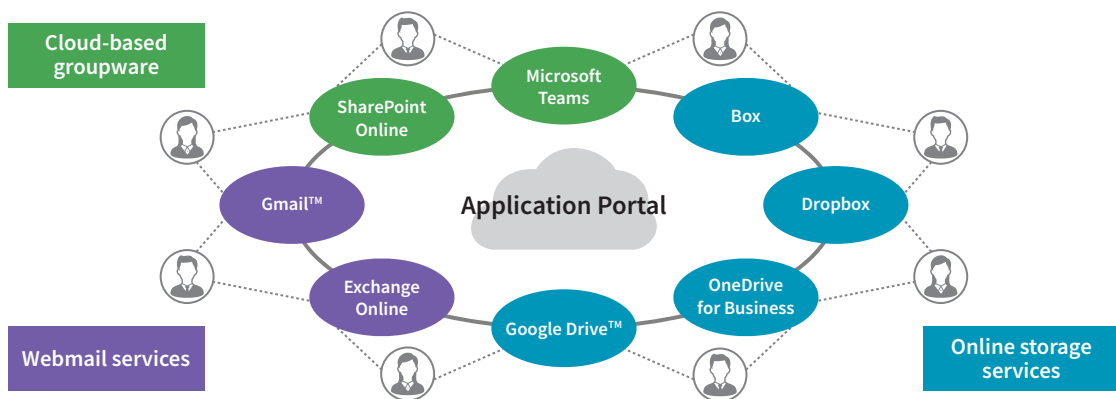 Cloud-based
groupware
Microsoft
Teams
SharePoint
Online
Box
Gmail™
Application Portal
Dropbox
Exchange
Online
OneDrive
for Business
Google Drive™
Webmail services
Online storage
services